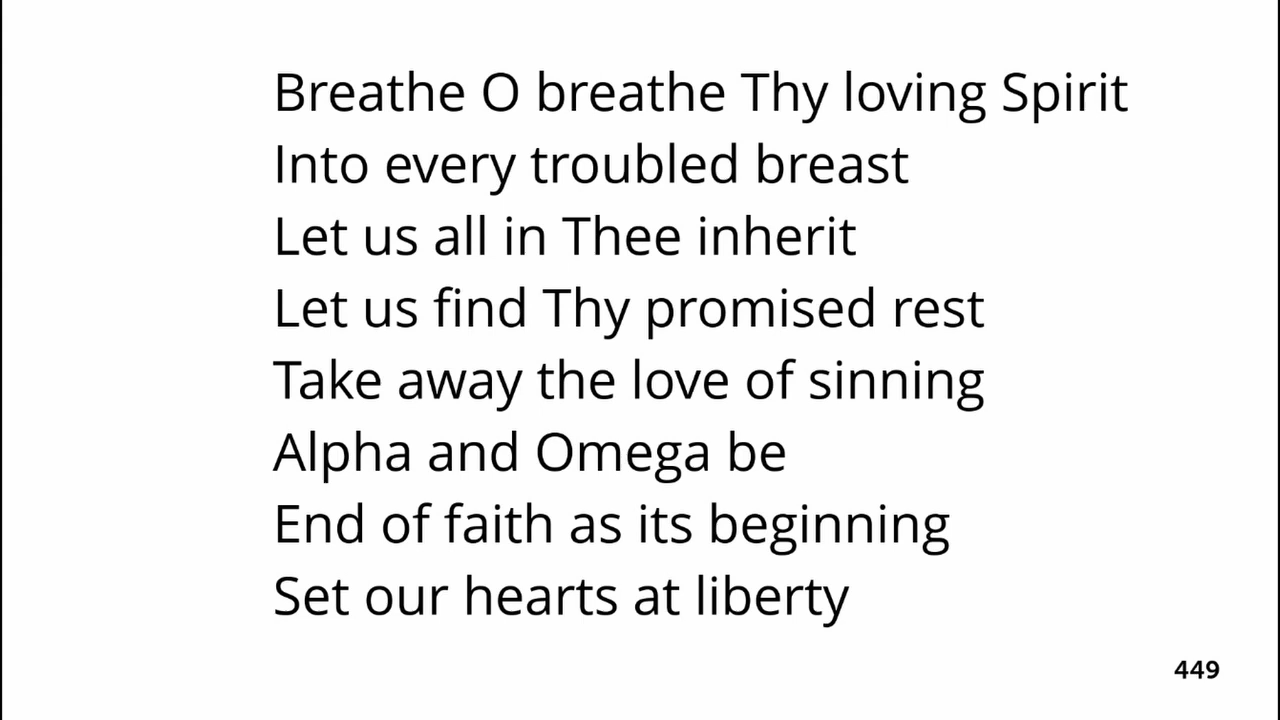 Breathe O breathe Thy loving Spirit
Into every troubled breast
Let us all in Thee inherit
Let us find Thy promised rest
Take away the love of sinning
Alpha and Omega be
End of faith as its beginning
Set our hearts at liberty
449